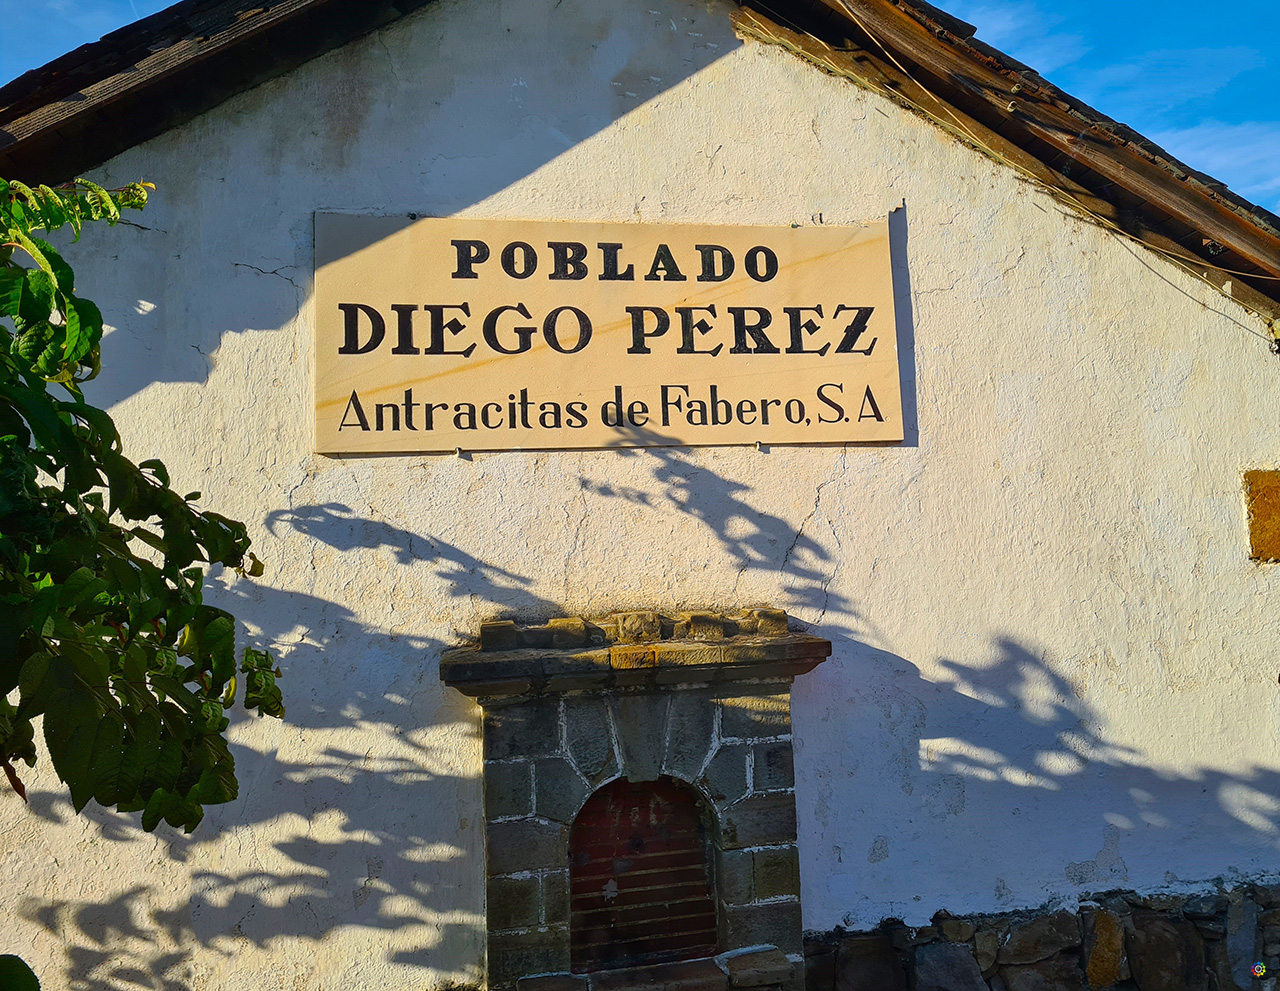 POBLADO
DIEGO PEREZ
Antracitas de Fabero, S. A